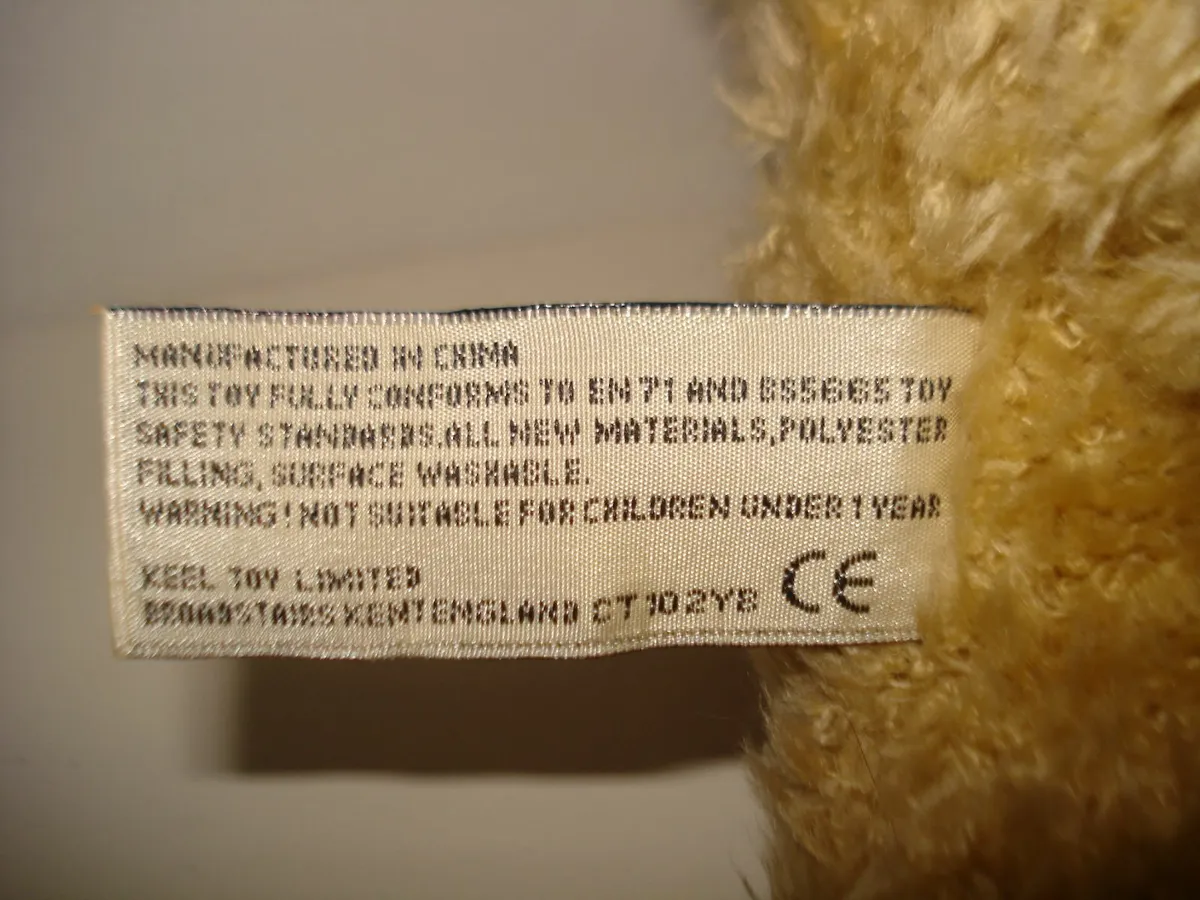 MANUFACTURED IN CHINA
THIS TOY FULLY CONFORMS TO EN 71 AND BS5665 TOY
SAFETY STANDARDS.ALL NEW MATERIALS,POLYESTER
FILLING, SURFACE WASHABLE.
WARNING! NOT SUITABLE FOR CHILDREN UNDER 1 YEAR
KEEL TOY LIMITED
BROADSTAIRS KENT ENGLAND CT10 2YB
CE